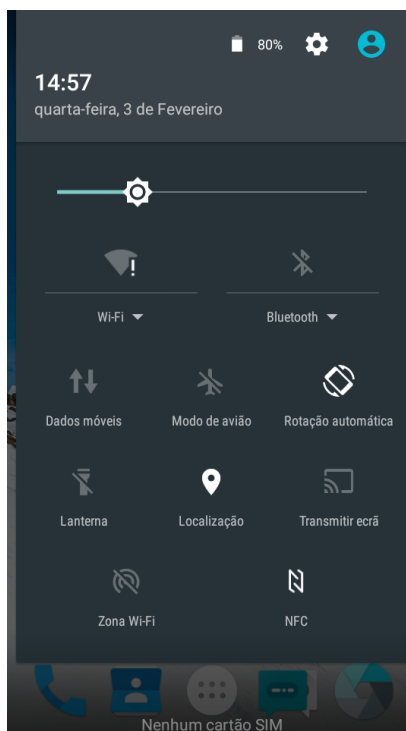 80%
14:57
quarta-feira, 3 de Fevereiro
Wi-Fi
Bluetooth
Dados móveis
Modo de avião
Rotação automática
Lanterna
Localização
Transmitir ecrã
Zona Wi-Fi
NFC
Nenhum cartão SIM